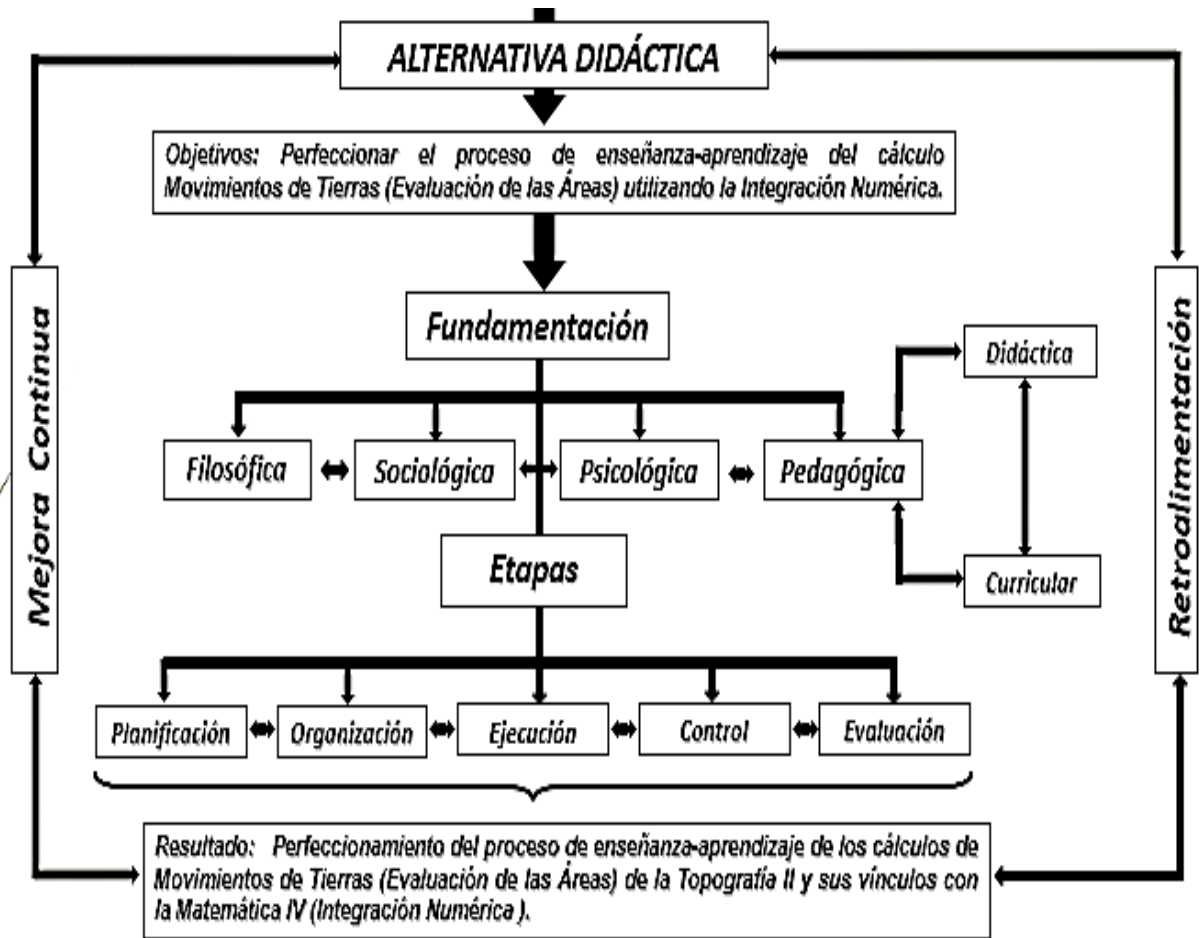 ALTERNATIVA DIDÁCTICA
Objetivos: Perfeccionar el proceso de enseñanza-aprendizaje del cálculo
Movimientos de Tierras (Evaluación de las Áreas) utilizando la Integración Numérica.
Mejora Continua
Retroalimentación
Fundamentación
Didáctica
Filosófica
Sociológica
Psicológica
Pedagógica
Etapas
Curricular
Planificación
Organización
Ejecución
Control
Evaluación
Resultado: Perfeccionamiento del proceso de enseñanza-aprendizaje de los cálculos de
Movimientos de Tierras (Evaluación de las Áreas) de la Topografía II y sus vínculos con
la Matemática IV (Integración Numérica ).